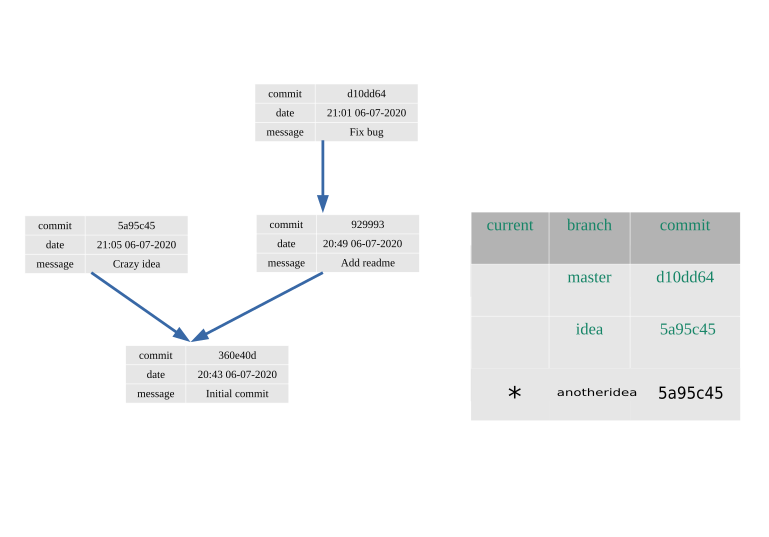 commit d10dd64
date 21:01 06-07-2020
message Fix bug
commit 5a95c45
date 21:05 06-07-2020
message Crazy idea
commit 929993
date 20:49 06-07-2020
message Add readme
commit 360e40d
date 20:43 06-07-2020
message Initial commit
current branch commit
master d10dd64
idea 5a95c45
* anotheridea 5a95c45